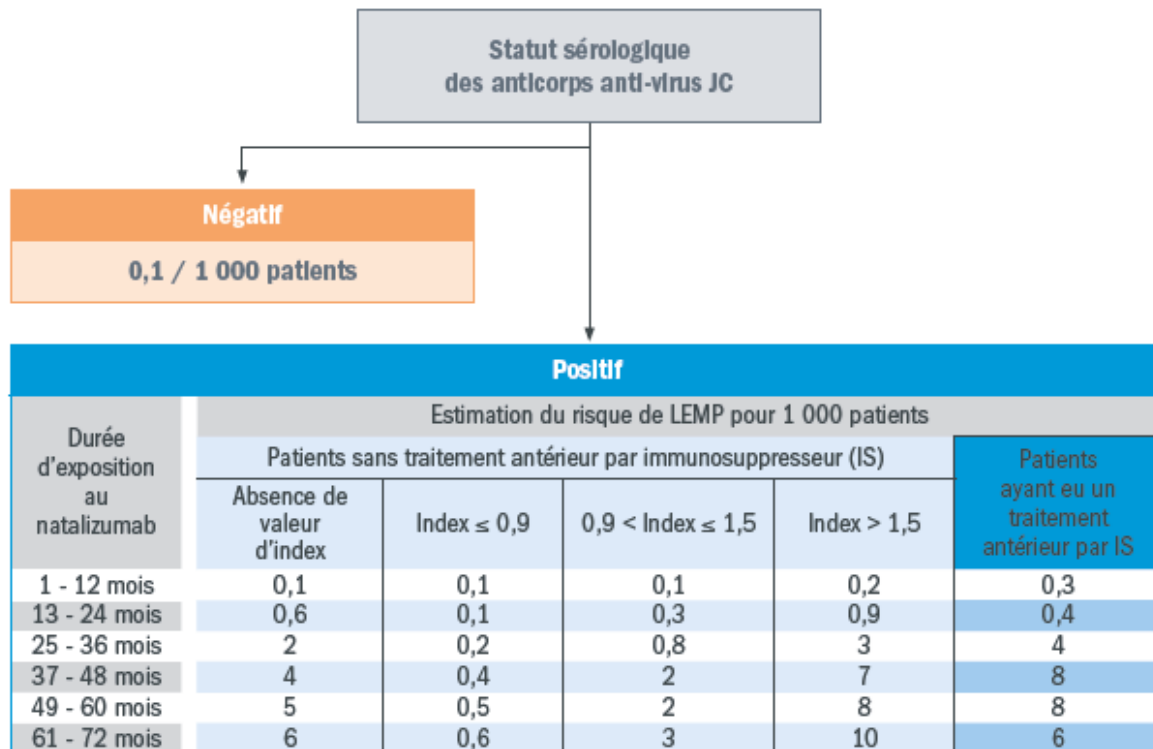 Statut sérologique
des anticorps anti-virus JC
Négatif
0,1 / 1 000 patients
Positif
Durée
d'exposition
au
natalizumab
Estimation du risque de LEMP pour 1 000 patients
Patients sans traitement antérieur par immunosuppresseur (IS)
Patients
ayant eu un
traitement
antérieur par IS
Absence de
valeur
d'index
Index ≤ 0,9
0,9 < Index ≤ 1,5
Index > 1,5
1 - 12 mois 0,1 0,1 0,1 0,2 0,3
13 - 24 mois 0,6 0,1 0,3 0,9 0,4
25 - 36 mois 2 0,2 0,8 3 4
37 - 48 mois 4 0,4 2 7 8
49 - 60 mois 5 0,5 2 8 8
61 - 72 mois 6 0,6 3 10 6